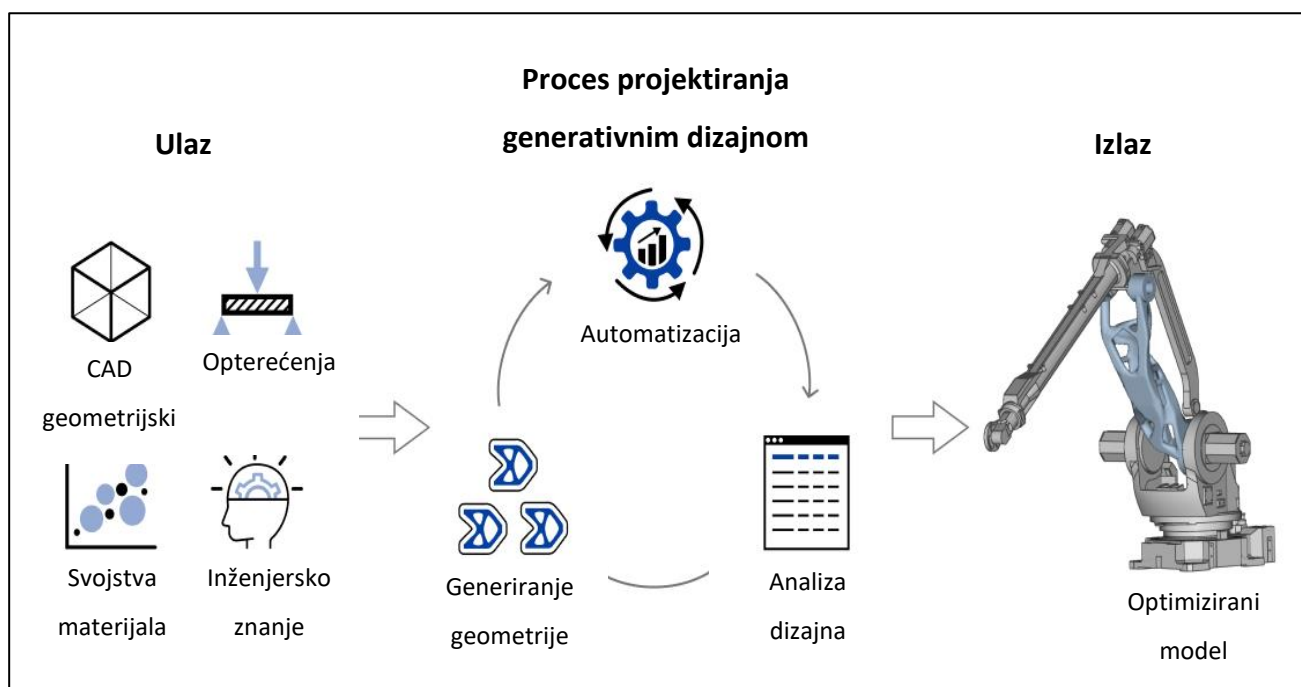 Proces projektiranja
generativnim dizajnom
Ulaz
Izlaz
CAD
geometrijski
Opterećenja
Svojstva
materijala
Inženjersko
znanje
Automatizacija
Generiranje
geometrije
Analiza
dizajna
Optimizirani
model